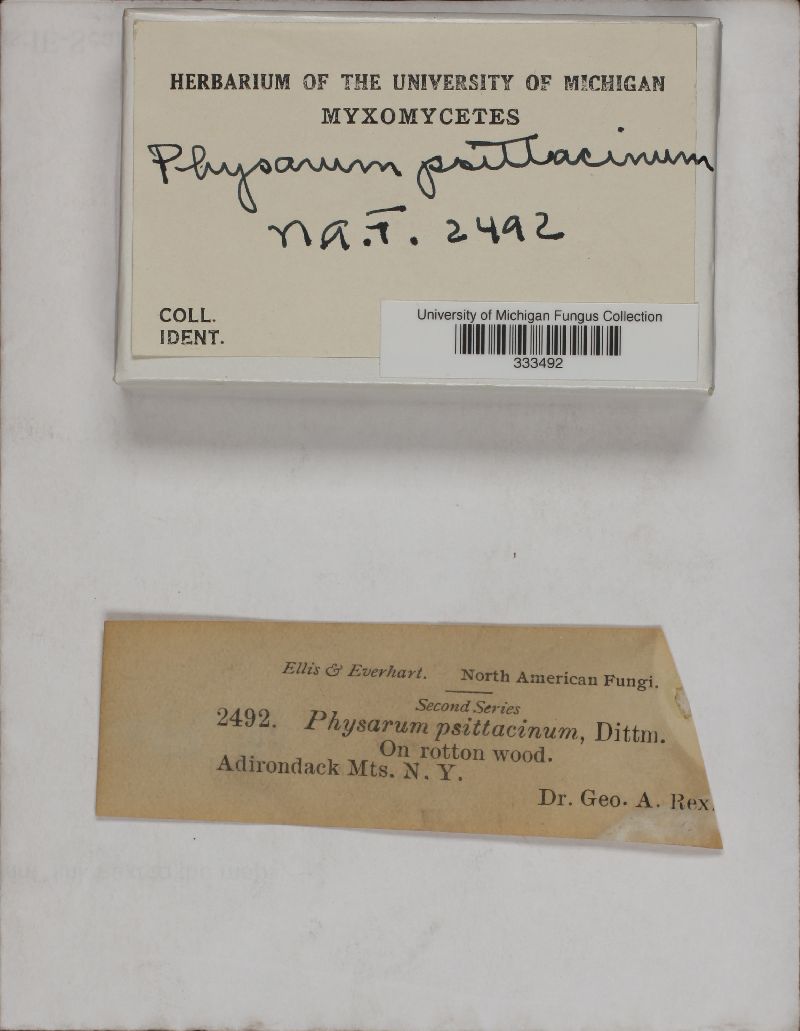 HERBARIUM OF THE UNIVERSITY OF MICHIGAN
MYXOMYCETES
Physarum psittacinum
N.A.F. 2492
COLL.
IDENT.
University of Michigan Fungus Collection
333492
Ellis & Everhart. North American Fungi.
Second Series
2492. Physarum psittacinum, Dittm.
On rotton wood.
Adirondack Mts. N. Y.
Dr. Geo. A. Rex.